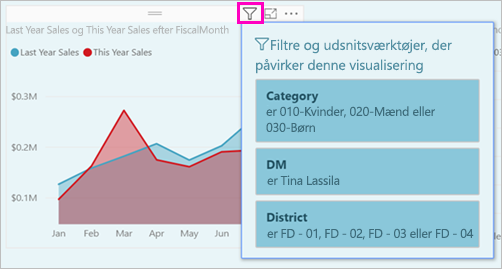 Last Year Sales og This Year Sales efter FiscalMonth
Last Year Sales This Year Sales
$0.3M
$0.2M
$0.1M
Jan Feb Mar Apr May Jun
Filtre og udsnitsværktøjer, der
påvirker denne visualisering
Category
er 010-Kvinder, 020-Mænd eller
030-Børn
DM
er Tina Lassila
District
er FD - 01, FD - 02, FD - 03 eller FD - 04